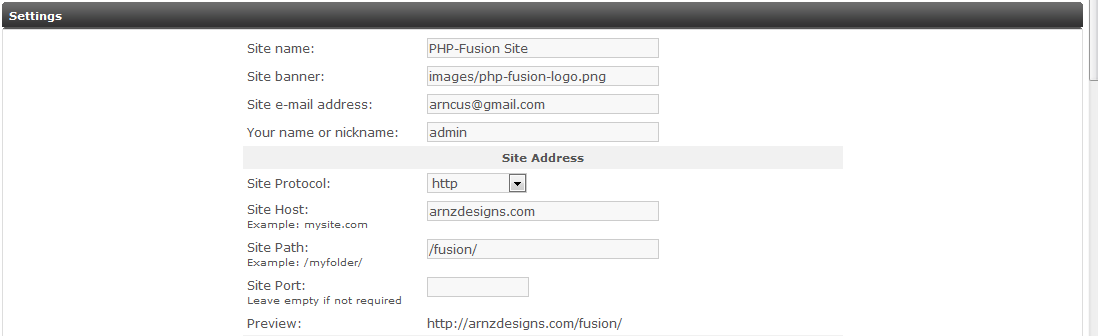 Settings
Site name: PHP-Fusion Site
Site banner: images/php-fusion-logo.png
Site e-mail address: arncus@gmail.com
Your name or nickname: admin
Site Address
Site Protocol: http
Site Host: arnzdesigns.com
Example: mysite.com
Site Path: /fusion/
Example: /myfolder/
Site Port:
Leave empty if not required
Preview: http://arnzdesigns.com/fusion/